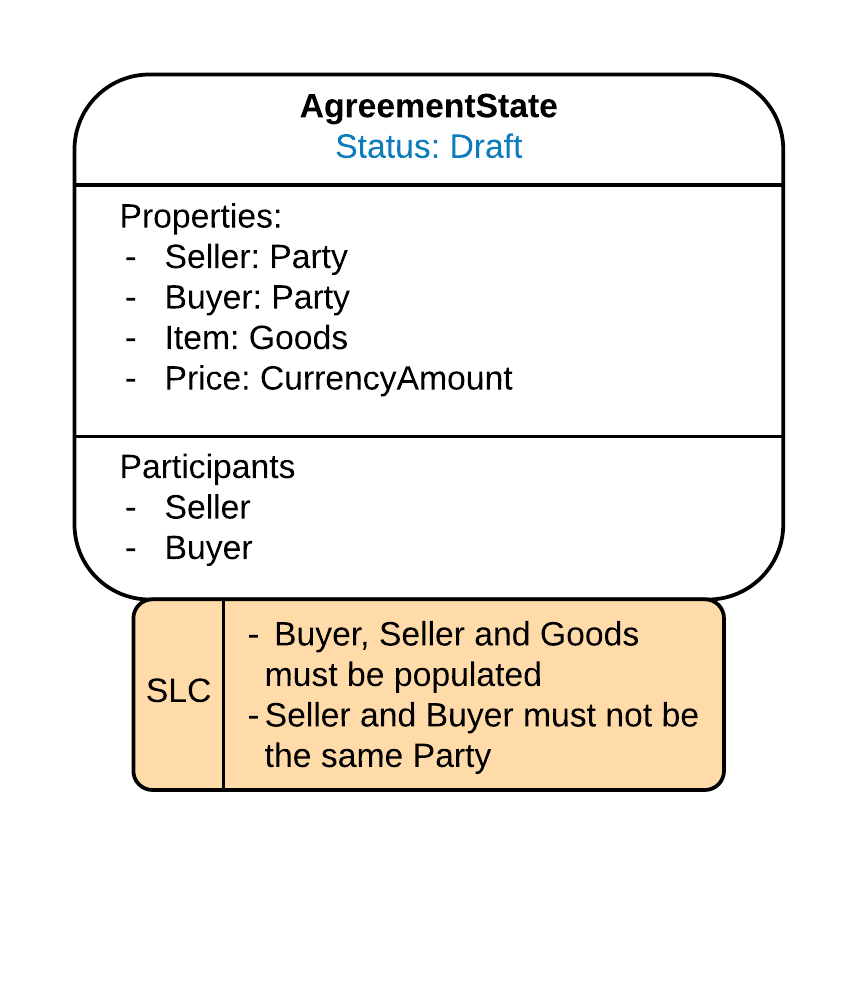 AgreementState
Status: Draft
Properties:
- Seller: Party
- Buyer: Party
- Item: Goods
- Price: CurrencyAmount
Participants
- Seller
- Buyer
SLC
- Buyer, Seller and Goods
must be populated
- Seller and Buyer must not be
the same Party